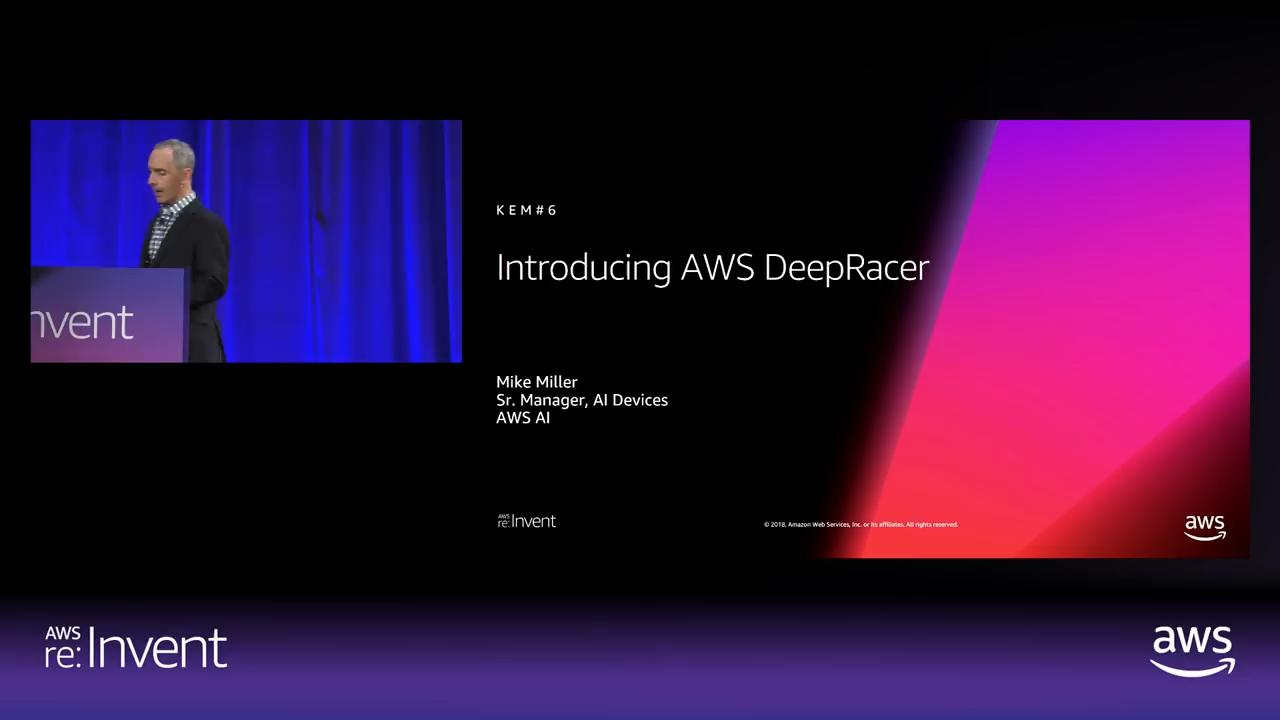 nvent
KEM#6
Introducing AWS DeepRacer
Mike Miller
Sr. Manager, AI Devices
AWS AI
AWS
re:Invent
© 2018, Amazon Web Services, Inc. or its affiliates. All rights reserved.
aws
AWS
re:Invent
aws